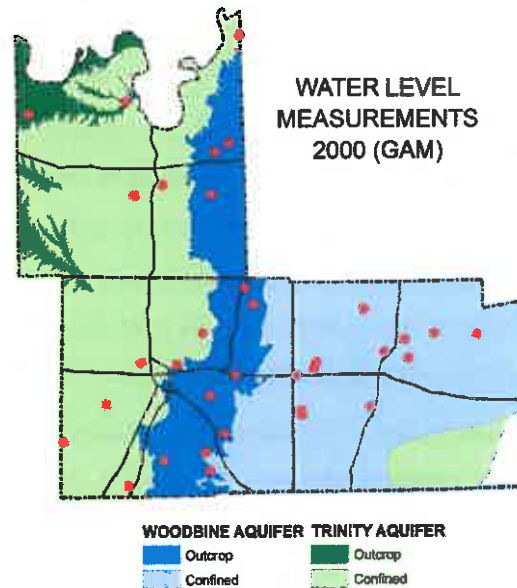 WATER LEVEL
MEASUREMENTS
2000 (GAM)
WOODBINE AQUIFER TRINITY AQUIFER
Outcrop Outcrop
Confined Confined